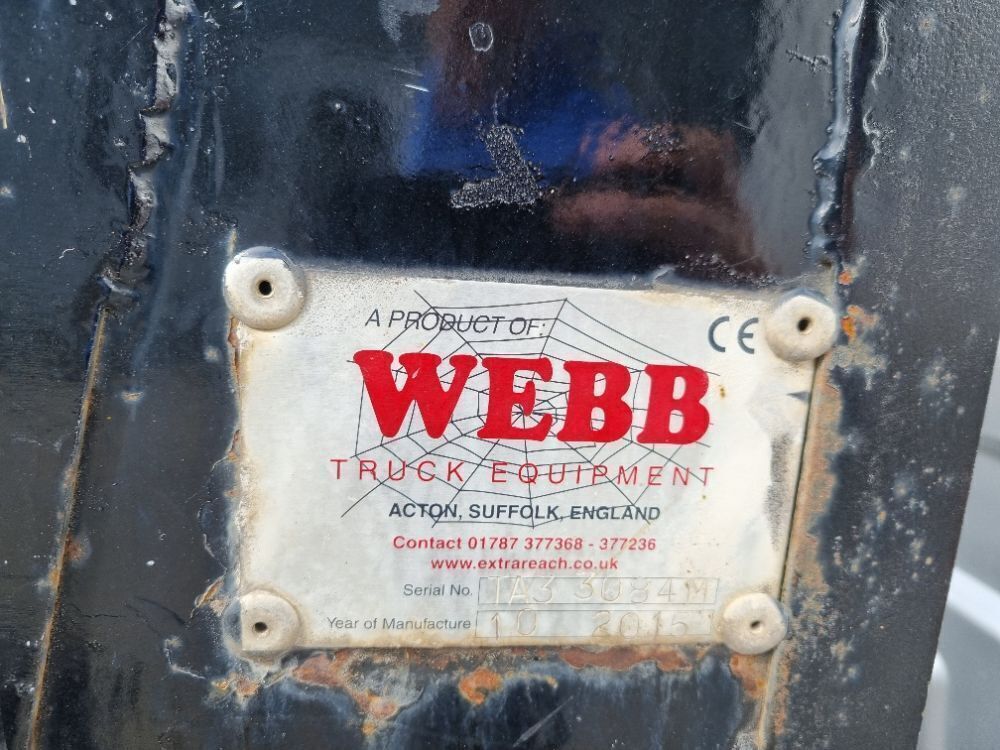 A PRODUCT OF:
CE
WEBB
TRUCK EQUIPMENT
ACTON, SUFFOLK, ENGLAND
Contact 01787 377368 - 377236
www.extrareach.co.uk
Serial No. TA3 3084M
Year of Manufacture 10 2015